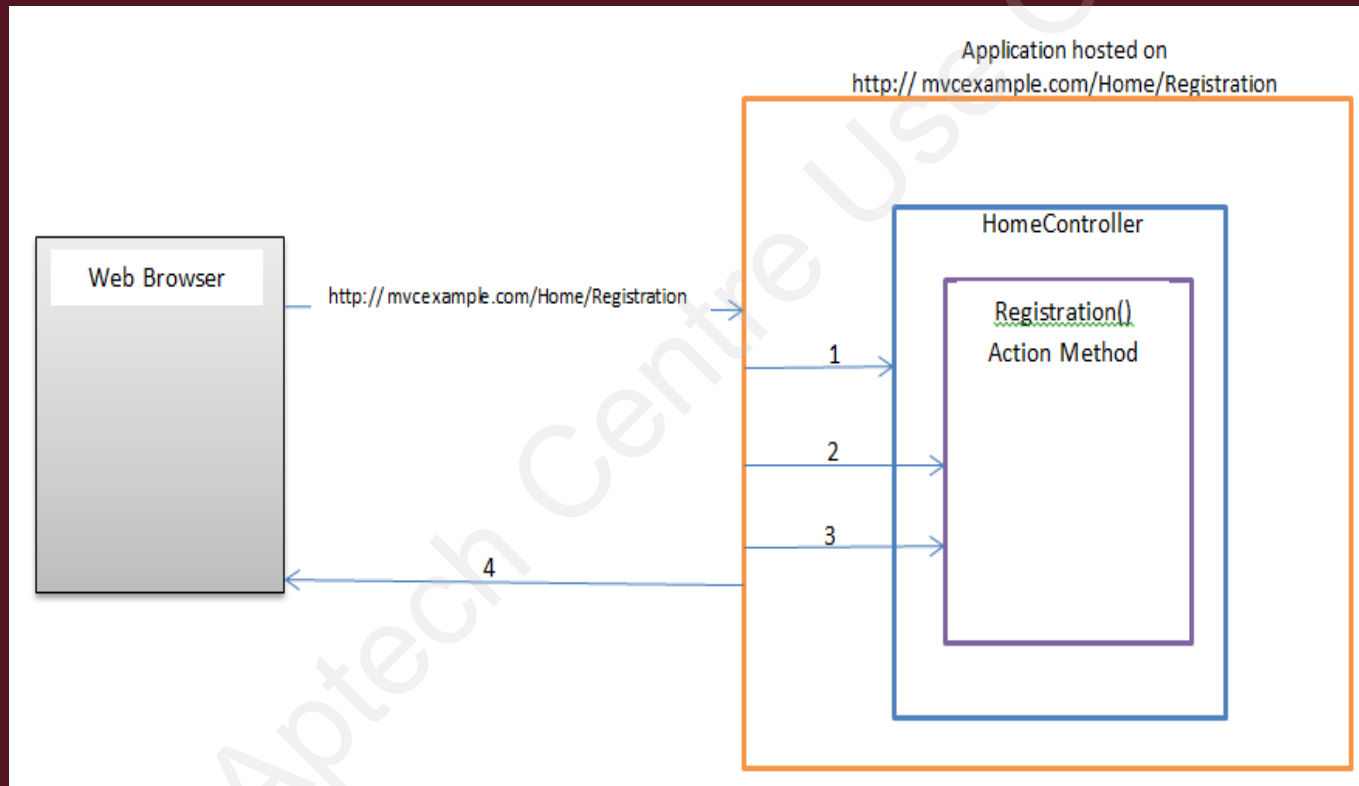 Application hosted on
http:// mvcexample.com/Home/Registration
HomeController
Web Browser
http:// mvcexample.com/Home/Registration
Registration()
Action Method
1
2
3
4
Aptech Centre Use O